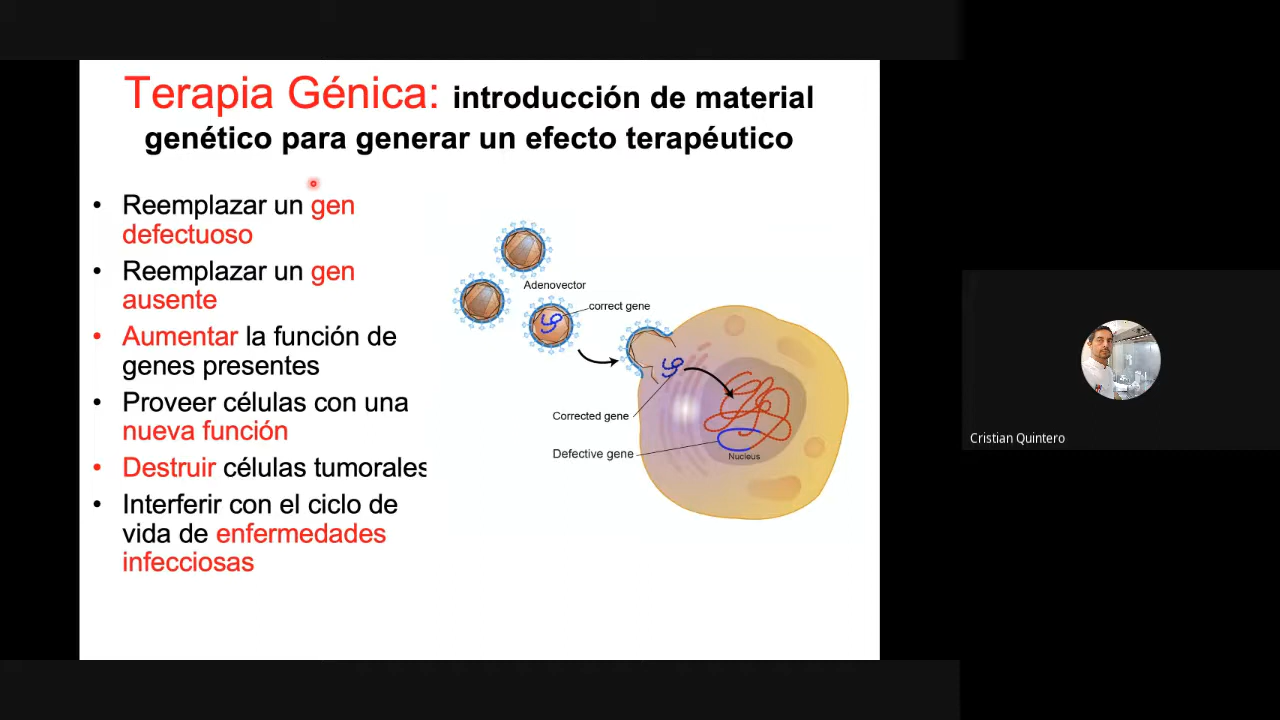 Terapia Génica: introducción de material
genético para generar un efecto terapéutico
• Reemplazar un gen
defectuoso
• Reemplazar un gen
ausente
• Aumentar la función de
genes presentes
• Proveer células con una
nueva función
• Destruir células tumorales
• Interferir con el ciclo de
vida de enfermedades
infecciosas
Adenovector
correct gene
Corrected gene
Defective gene
Nucleus
Cristian Quintero